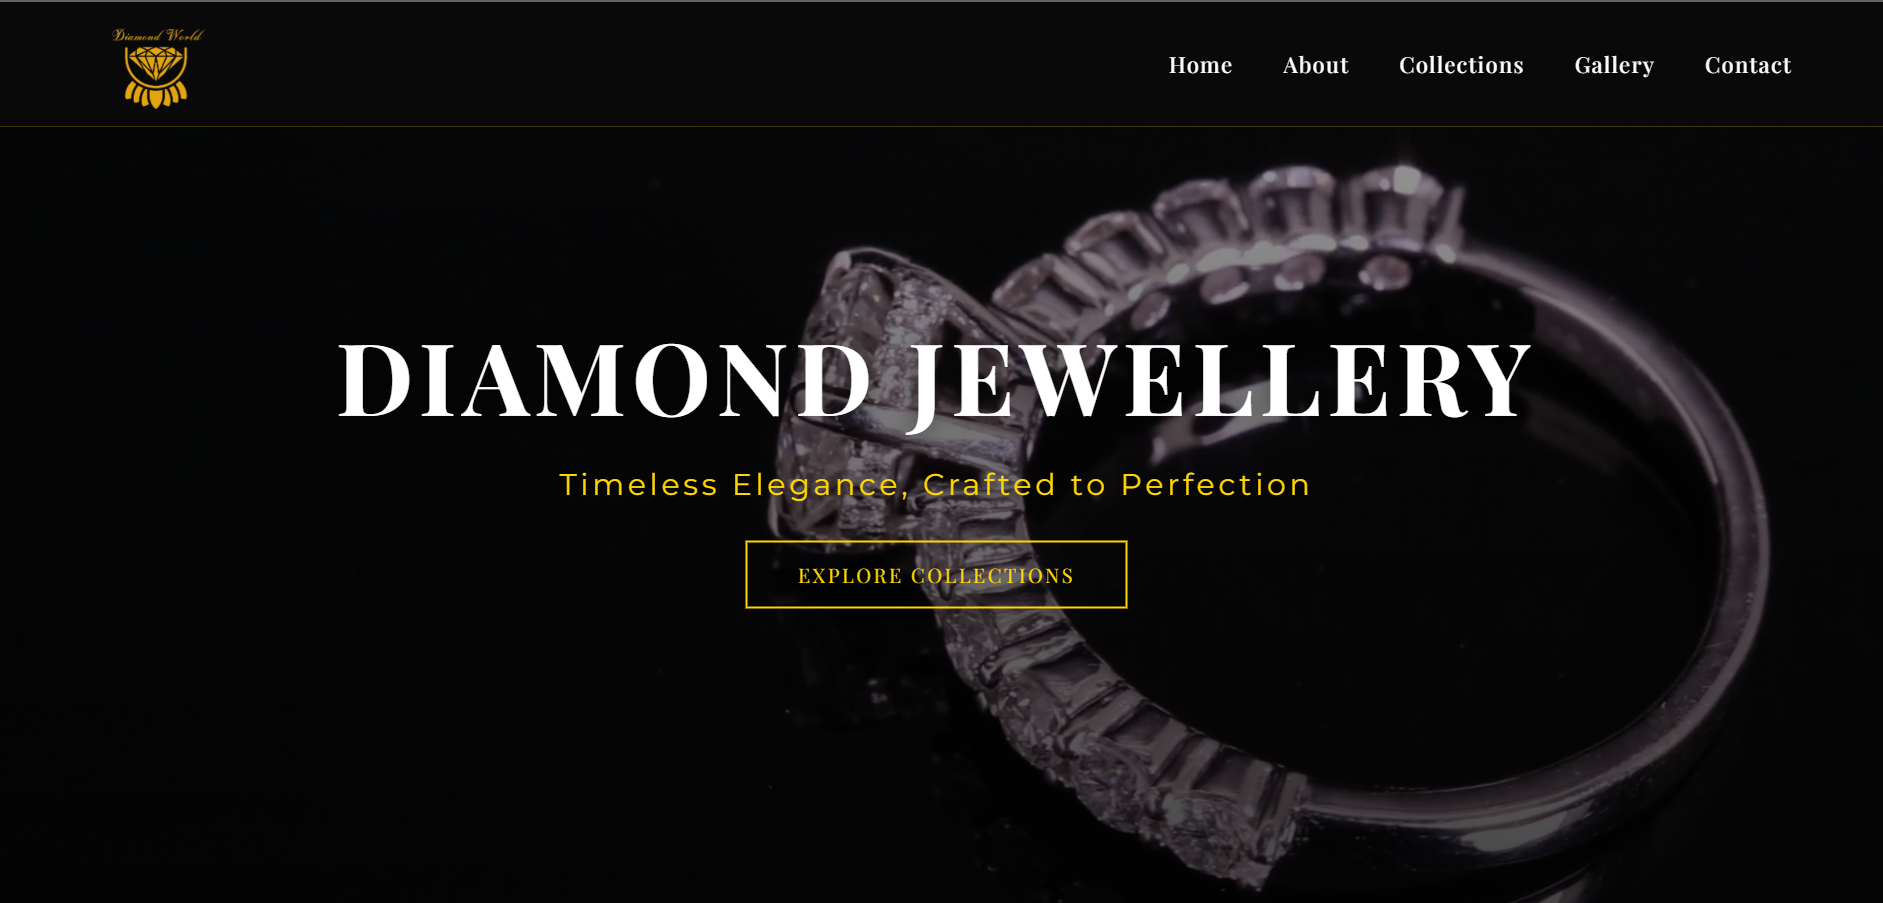 Diamond World
Home About Collections Gallery Contact
DIAMOND JEWELLERY
Timeless Elegance, Crafted to Perfection
EXPLORE COLLECTIONS